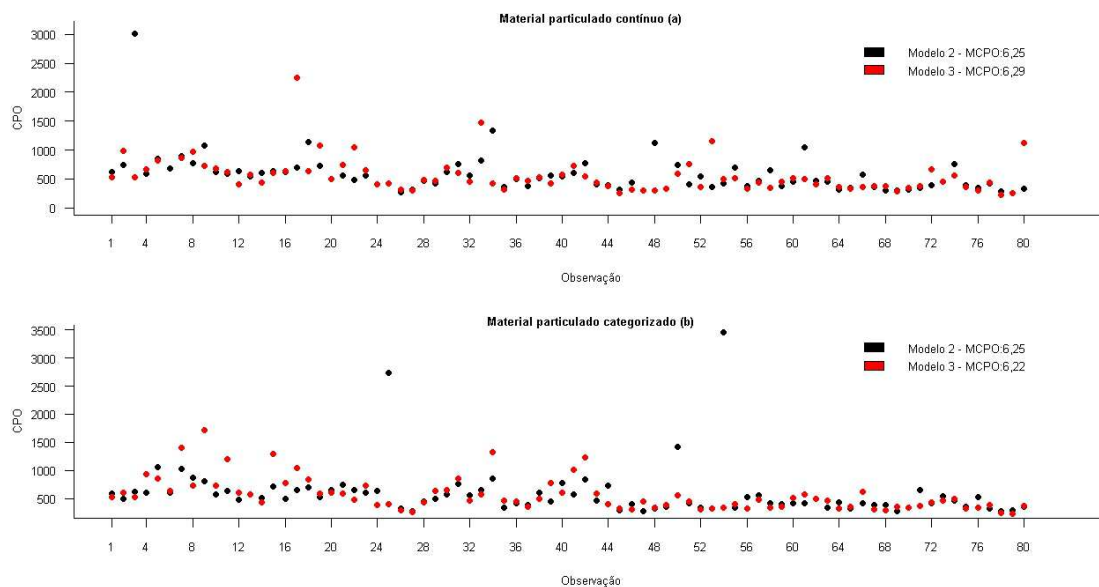 Material particulado contínuo (a)
3000
2500
2000
1500
1000
500
0
CPO
Modelo 2 - MCPO:6,25
Modelo 3 - MCPO:6,29
1 4 8 12 16 20 24 28 32 36 40 44 48 52 56 60 64 68 72 76 80
Observação
Material particulado categorizado (b)
3500
3000
2500
2000
1500
1000
500
CPO
Modelo 2 - MCPO:6,25
Modelo 3 - MCPO:6,22
1 4 8 12 16 20 24 28 32 36 40 44 48 52 56 60 64 68 72 76 80
Observação